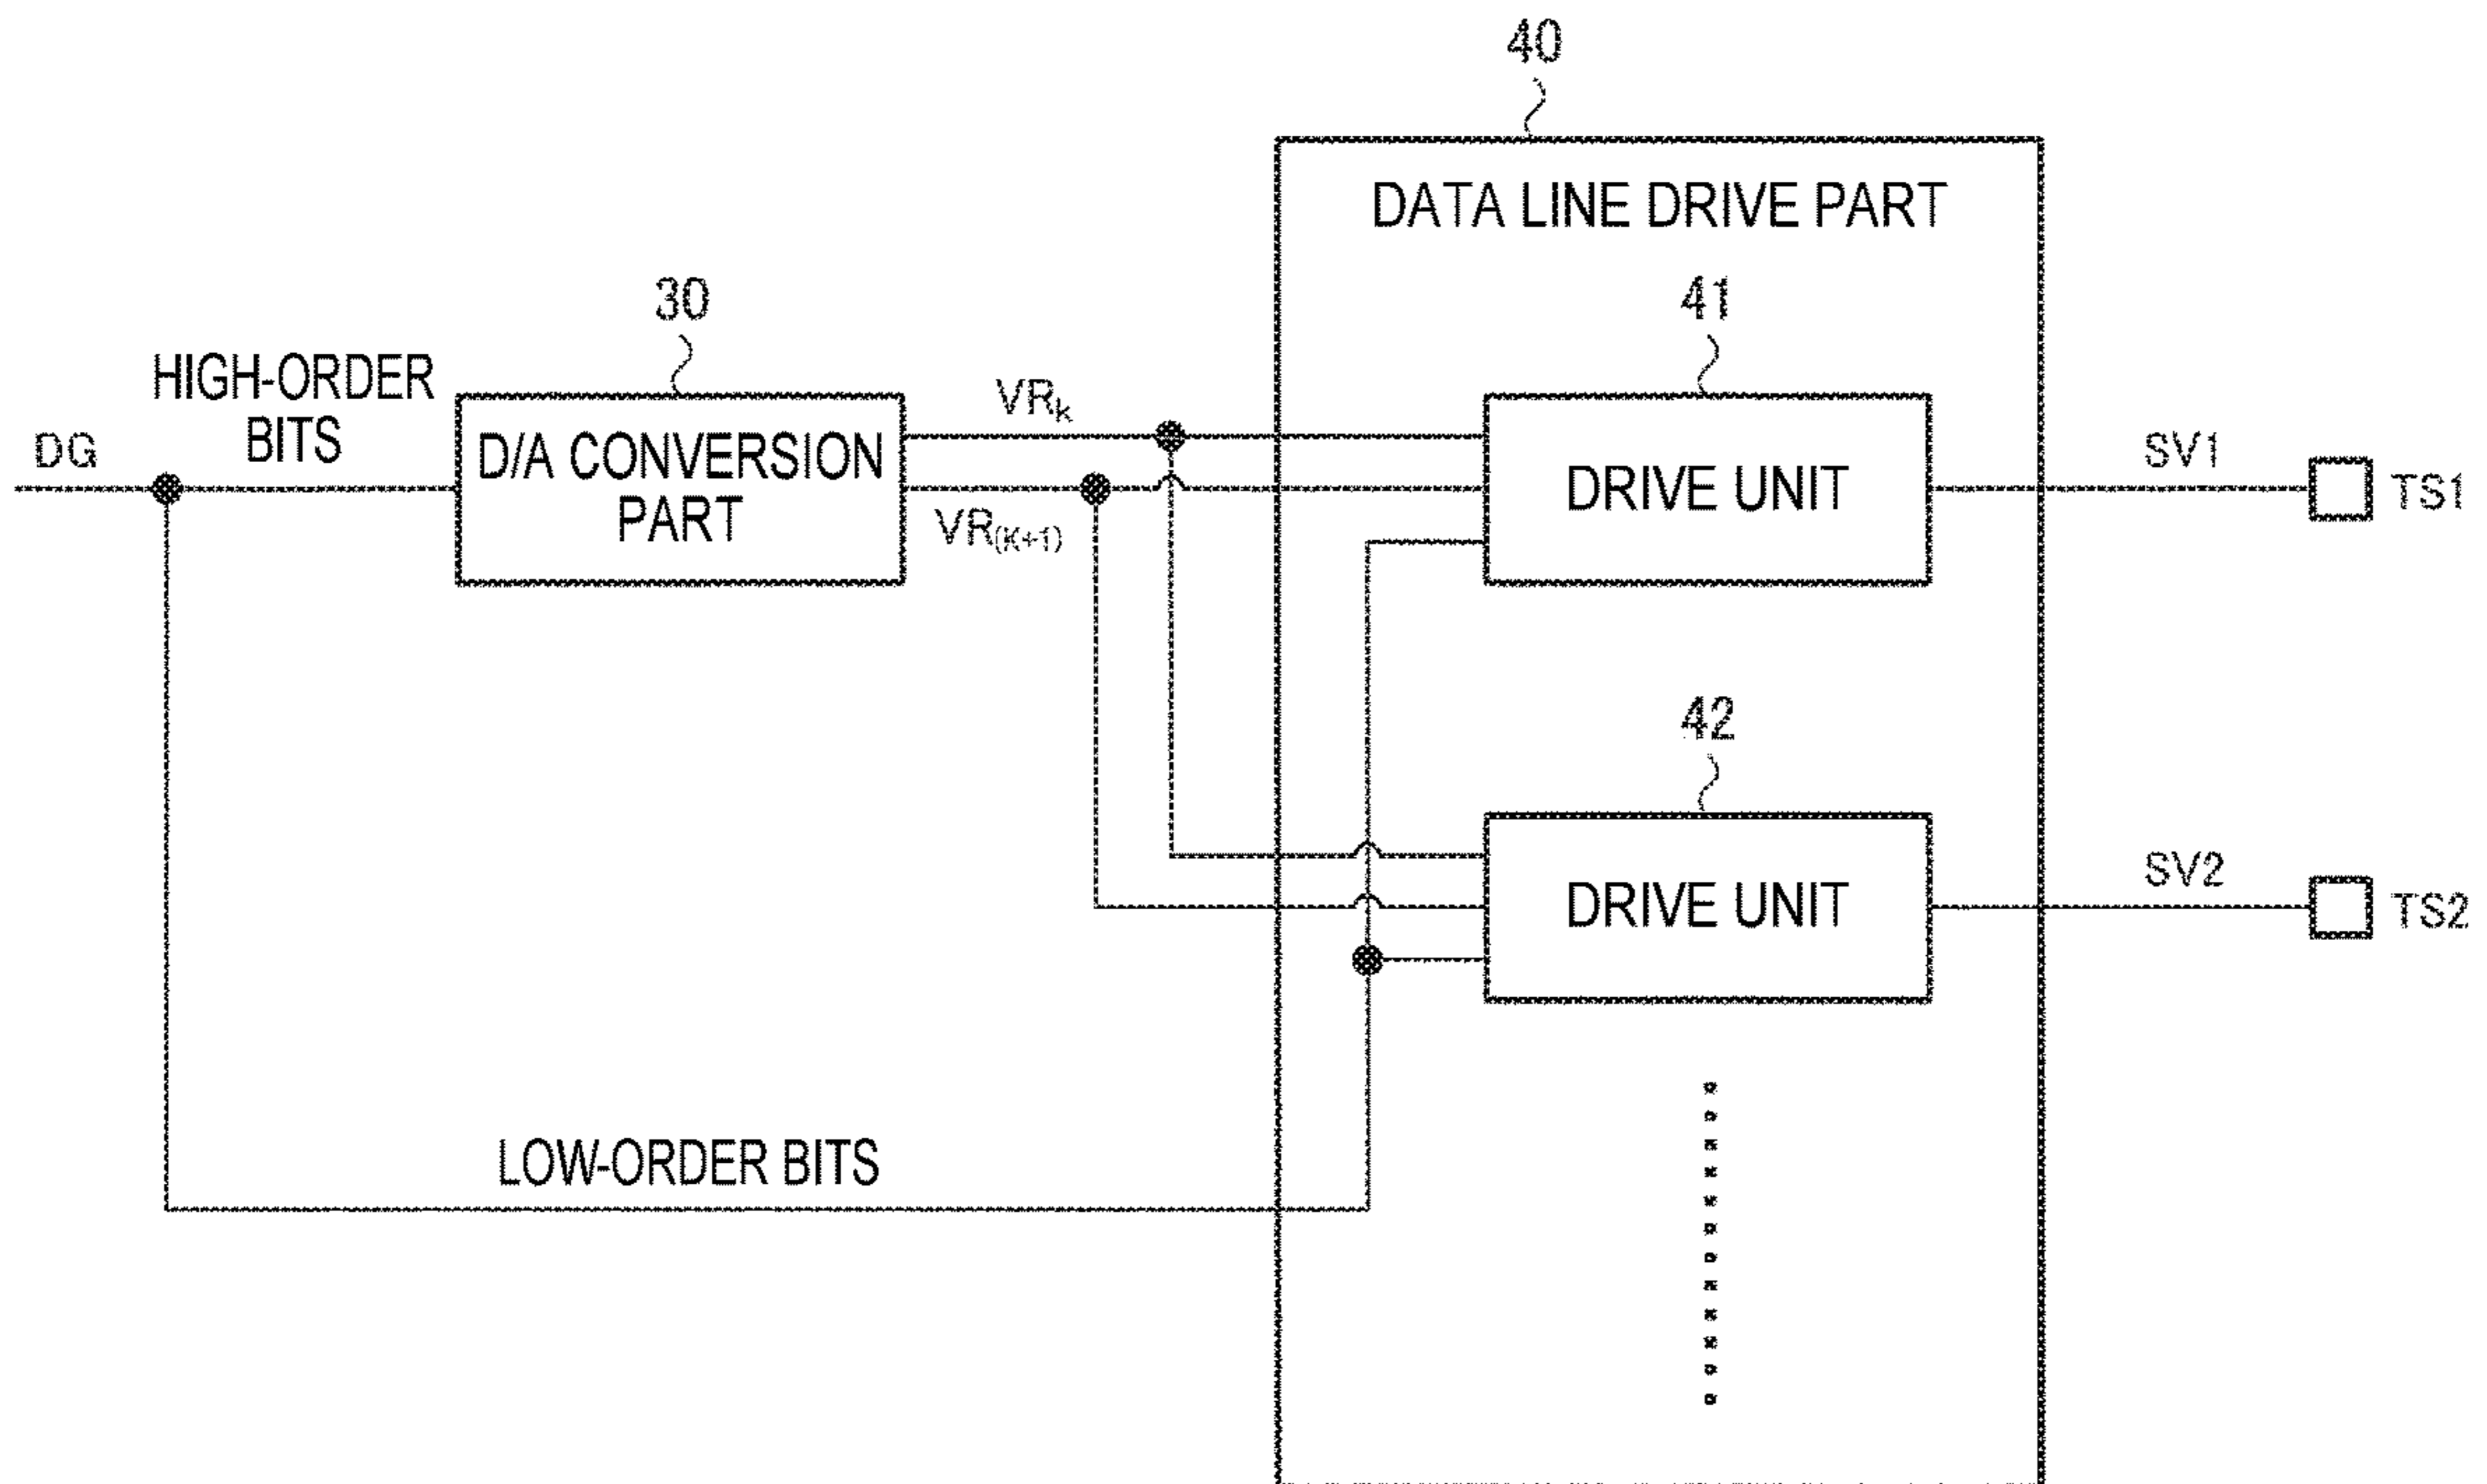 40
DATA LINE DRIVE PART
30
41
HIGH-ORDER
BITS
DG
D/A CONVERSION
PART
VRk
VR(K+1)
DRIVE UNIT
SV1
TS1
42
DRIVE UNIT
SV2
TS2
LOW-ORDER BITS